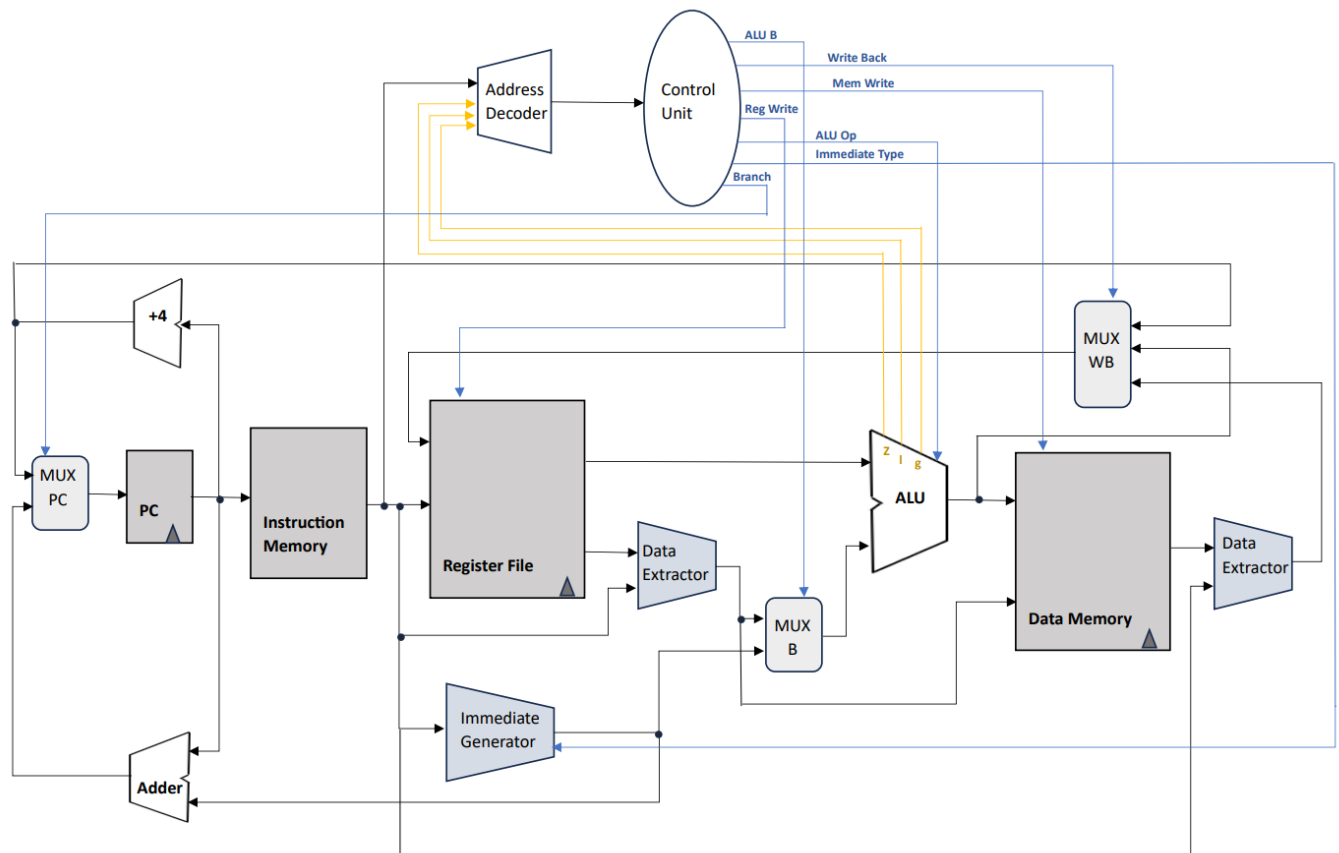 ALU B
Write Back
Mem Write
Reg Write
ALU Op
Immediate Type
Branch
Address
Decoder
Control
Unit
+4
MUX
WB
MUX
PC
PC
Instruction
Memory
Register File
Data
Extractor
MUX
B
Z
l
g
ALU
Data Memory
Data
Extractor
Immediate
Generator
Adder